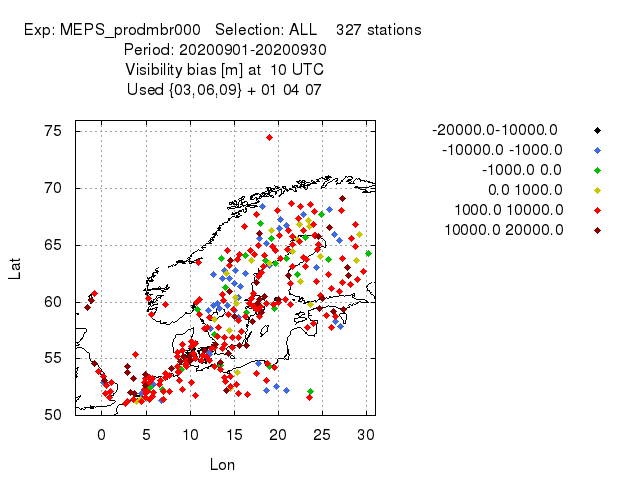 Exp: MEPS_prodmbr000 Selection: ALL 327 stations
Period: 20200901-20200930
Visibility bias [m] at 10 UTC
Used {03,06,09} + 01 04 07
-20000.0-10000.0
-10000.0 -1000.0
-1000.0 0.0
0.0 1000.0
1000.0 10000.0
10000.0 20000.0
75
70
65
60
55
50
Lat
0 5 10 15 20 25 30
Lon